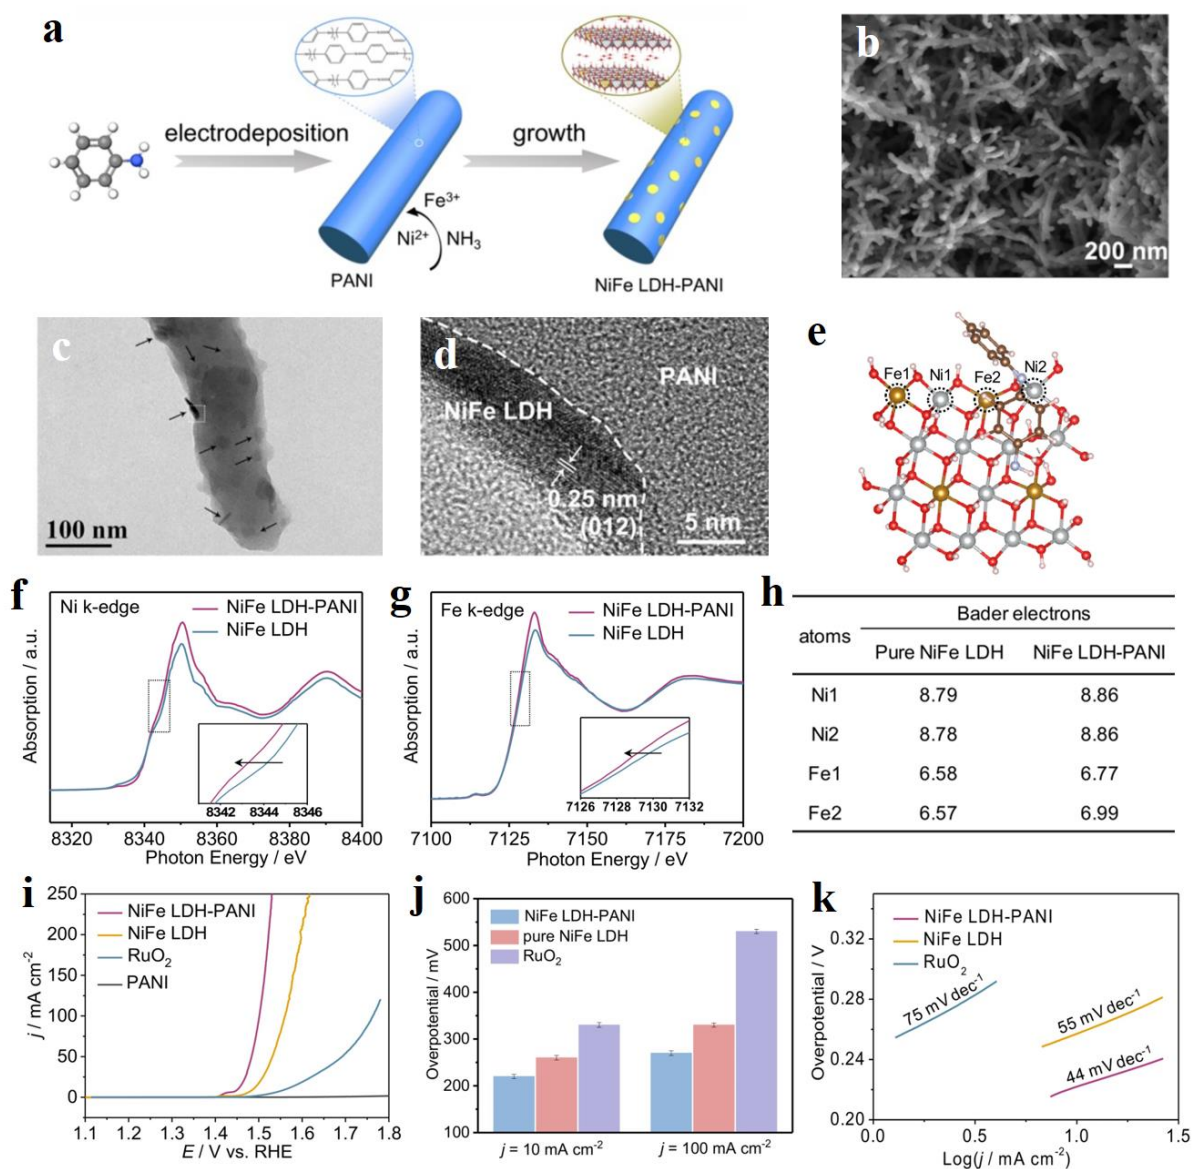 a
electrodeposition
growth
Fe³⁺
Ni²⁺
NH₃
PANI
NiFe LDH-PANI
b
200 nm
c
100 nm
d
PANI
NiFe LDH
0.25 nm
(012)
5 nm
e
Fe1
Ni1
Fe2
Ni2
f
Ni k-edge
NiFe LDH-PANI
NiFe LDH
Absorption / a.u.
8342 8344 8346
8320 8340 8360 8380 8400
Photon Energy / eV
g
Fe k-edge
NiFe LDH-PANI
NiFe LDH
Absorption / a.u.
7126 7128 7130 7132
7100 7125 7150 7175 7200
Photon Energy / eV
h
atoms
Bader electrons
Pure NiFe LDH NiFe LDH-PANI
Ni1 8.79 8.86
Ni2 8.78 8.86
Fe1 6.58 6.77
Fe2 6.57 6.99
i
NiFe LDH-PANI
NiFe LDH
RuO₂
PANI
j / mA cm⁻²
250
200
150
100
50
0
1.1 1.2 1.3 1.4 1.5 1.6 1.7 1.8
E / V vs. RHE
j
NiFe LDH-PANI
pure NiFe LDH
RuO₂
Overpotential / mV
600
500
400
300
200
100
j = 10 mA cm⁻² j = 100 mA cm⁻²
k
NiFe LDH-PANI
NiFe LDH
RuO₂
Overpotential / V
0.32
0.28
0.24
0.20
75 mV dec⁻¹
55 mV dec⁻¹
44 mV dec⁻¹
0.0 0.5 1.0 1.5
Log(j / mA cm⁻²)